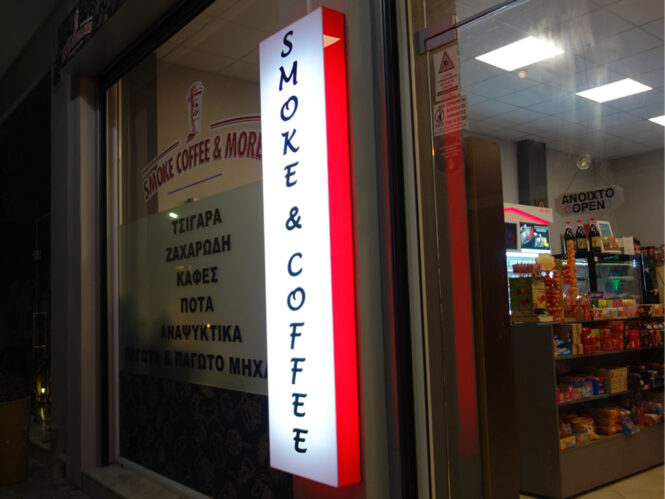 SMOKE & COFFEE
SMOKE COFFEE & MORE
ΤΣΙΓΑΡΑ
ΖΑΧΑΡΩΔΗ
ΚΑΦΕΣ
ΠΟΤΑ
ΑΝΑΨΥΚΤΙΚΑ
ΠΑΓΩΤΑ & ΠΑΓΩΤΟ ΜΗΧΑ
ΑΝΟΙΧΤΟ
OPEN